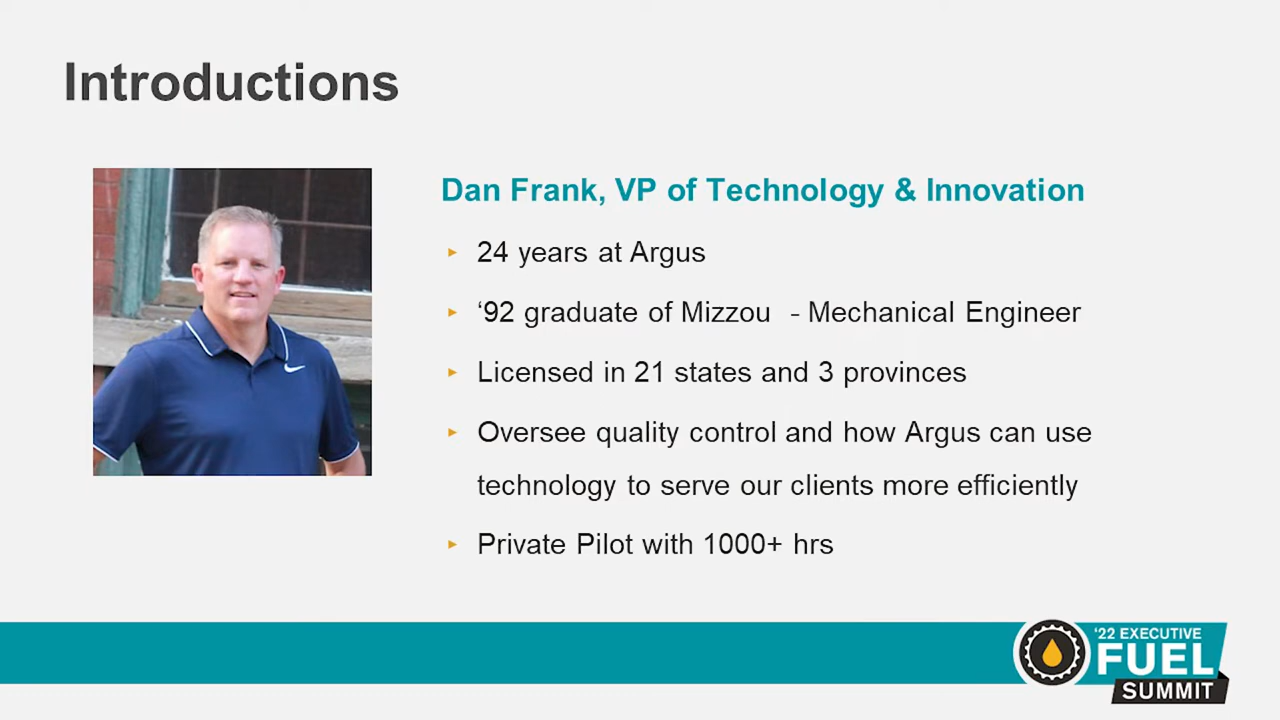 Introductions
Dan Frank, VP of Technology & Innovation
24 years at Argus
‘92 graduate of Mizzou - Mechanical Engineer
Licensed in 21 states and 3 provinces
Oversee quality control and how Argus can use
technology to serve our clients more efficiently
Private Pilot with 1000+ hrs
‘22 EXECUTIVE
FUEL
SUMMIT